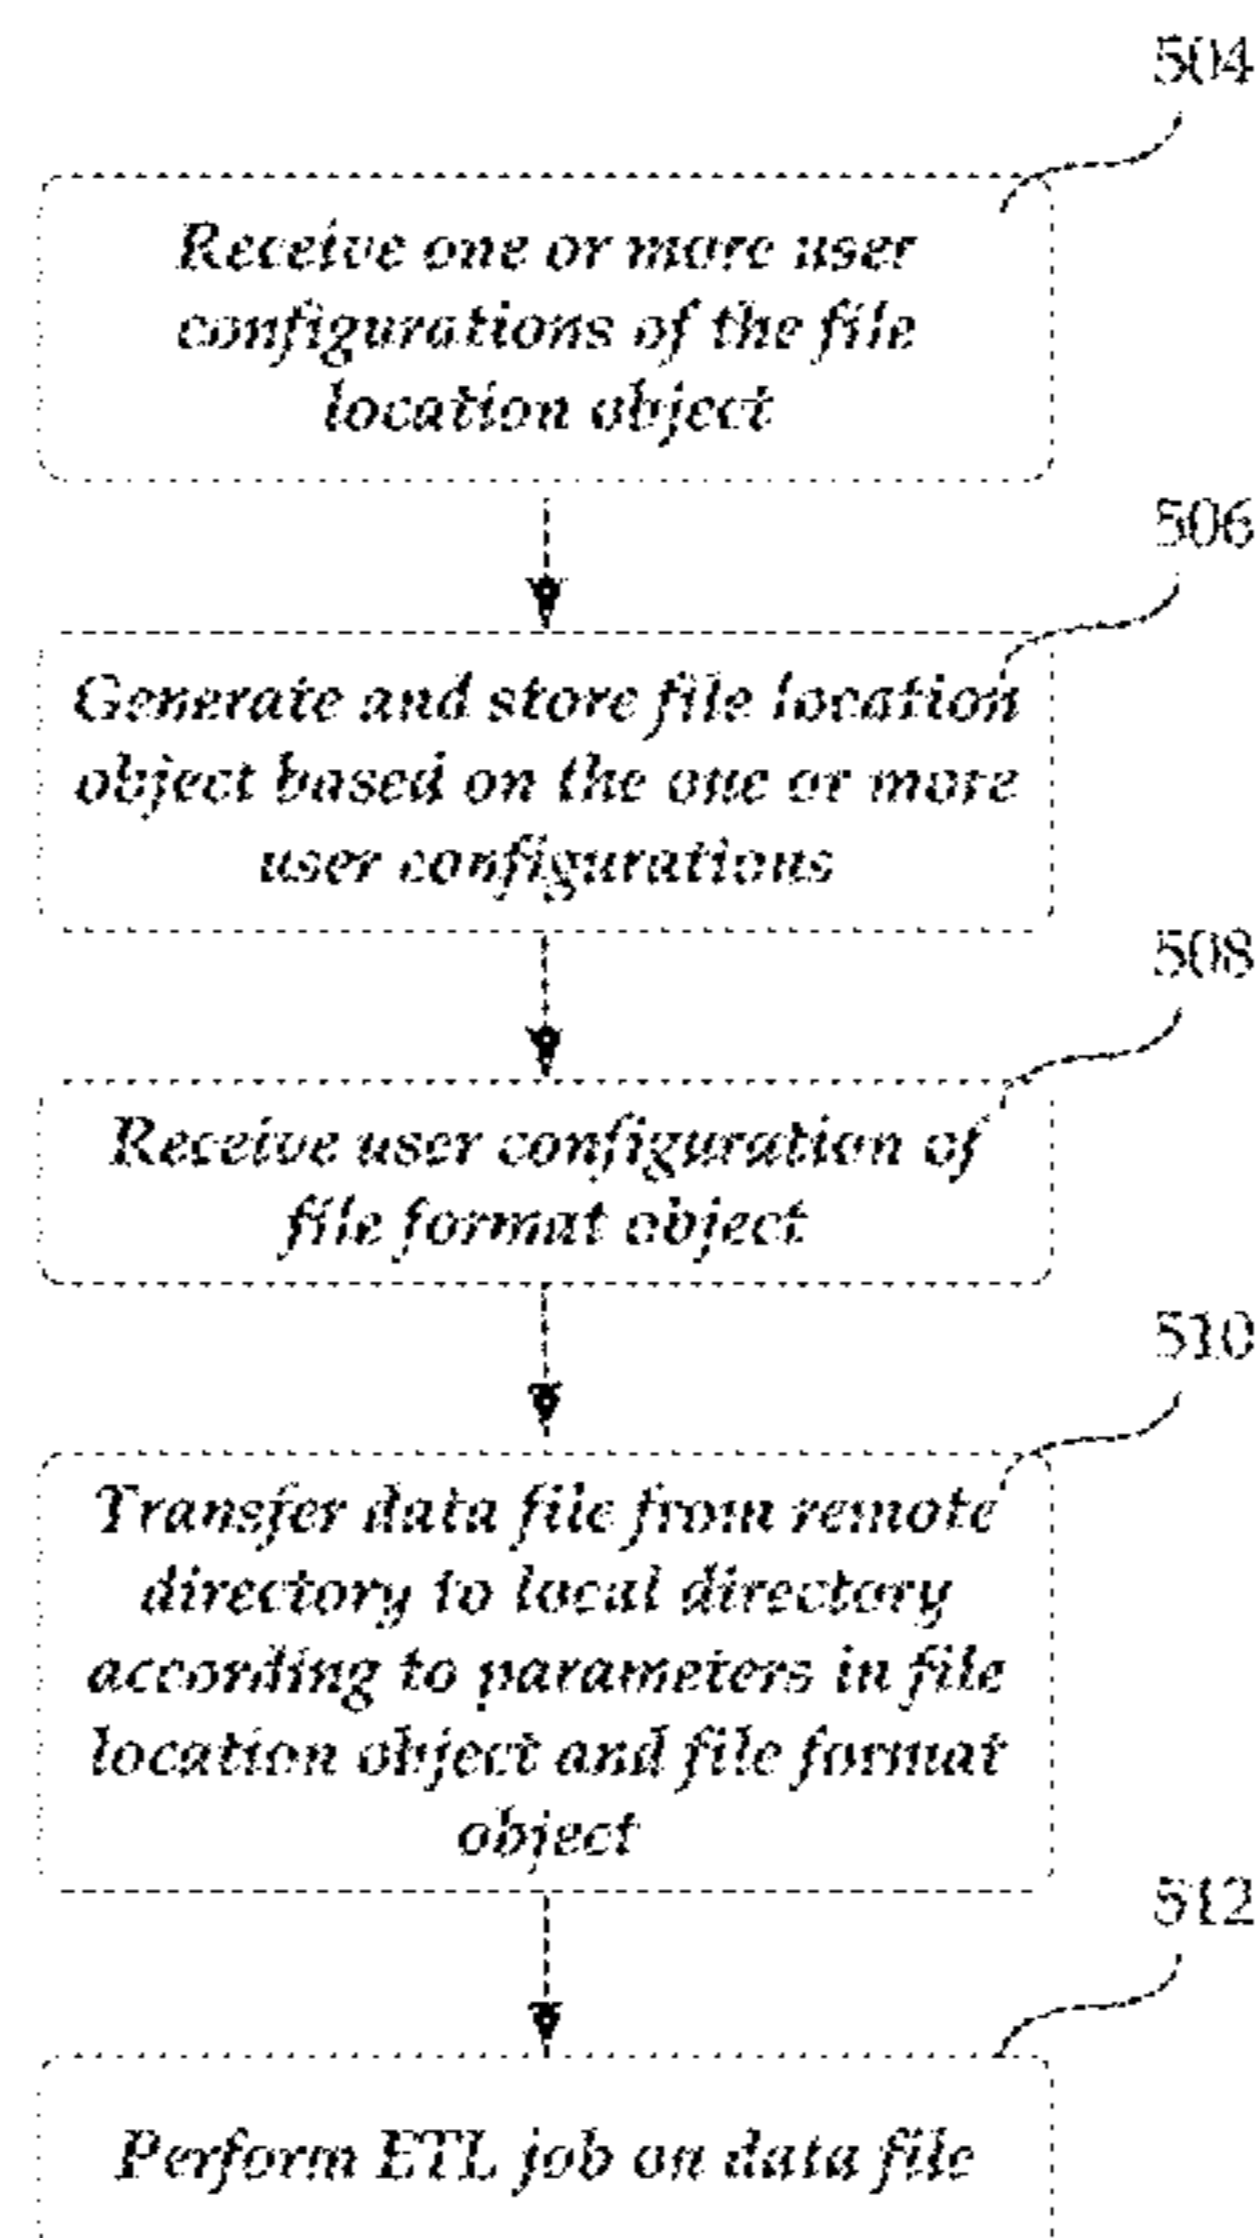 504
Receive one or more user
configurations of the file
location object
506
Generate and store file location
object based on the one or more
user configurations
508
Receive user configuration of
file format object
510
Transfer data file from remote
directory to local directory
according to parameters in file
location object and file format
object
512
Perform ETL job on data file